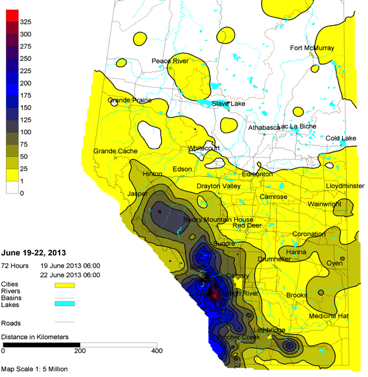 325
300
275
250
225
200
175
150
125
100
75
50
25
1
0
Fort McMurray
Peace River
Grande Prairie
Slave Lake
Athabasca
Lac La Biche
Cold Lake
Whitecourt
Grande Cache
Edson
Edmonton
Hinton
Drayton Valley
Lloydminster
Jasper
Camrose
Wainwright
Rocky Mountain House
Red Deer
Coronation
Sundre
Hanna
Drumheller
Oyen
Calgary
High River
Brooks
Medicine Hat
Lethbridge
Pincher Creek
June 19-22, 2013
72 Hours 19 June 2013 06:00
22 June 2013 06:00
Cities
Rivers
Basins
Lakes
Roads
Distance in Kilometers
0 200 400
Map Scale 1: 5 Million